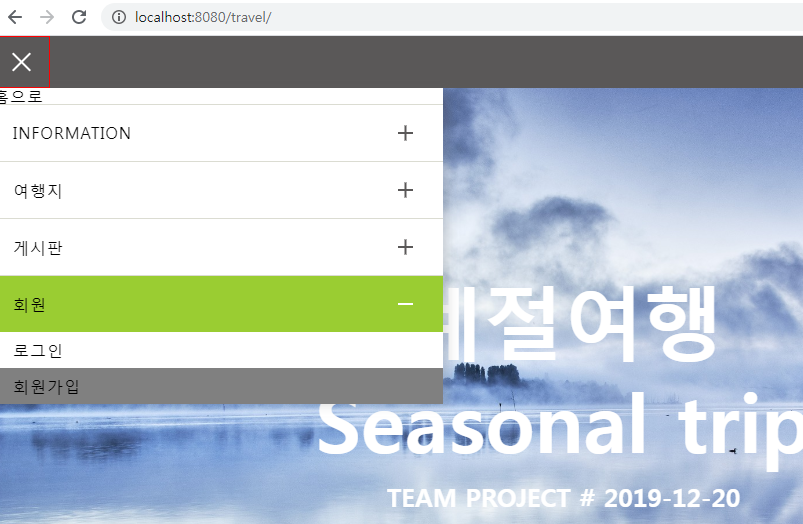 localhost:8080/travel/
홈으로
INFORMATION
여행지
게시판
회원
로그인
회원가입
계절여행
Seasonal trip
TEAM PROJECT # 2019-12-20